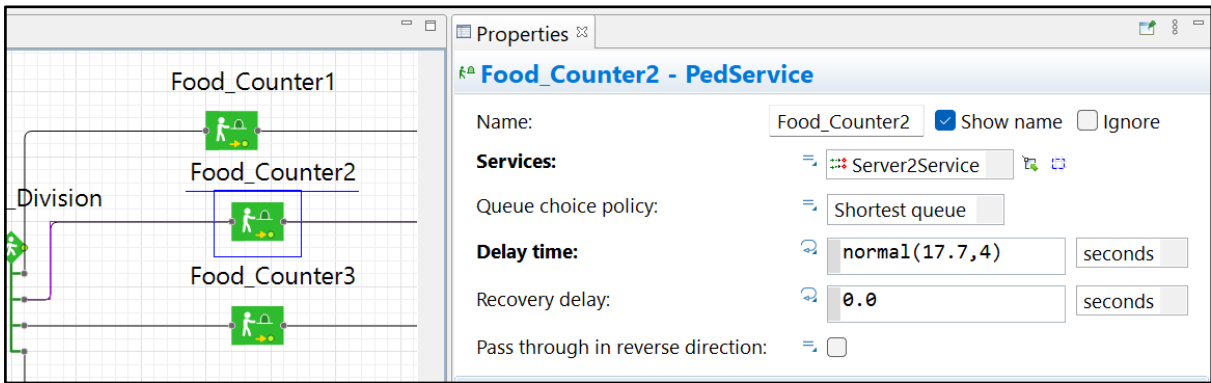 Food_Counter1
Food_Counter2
_Division
Food_Counter3
Properties
Food_Counter2 - PedService
Name: Food_Counter2 Show name Ignore
Services: Server2Service
Queue choice policy: Shortest queue
Delay time: normal(17.7,4) seconds
Recovery delay: 0.0 seconds
Pass through in reverse direction: